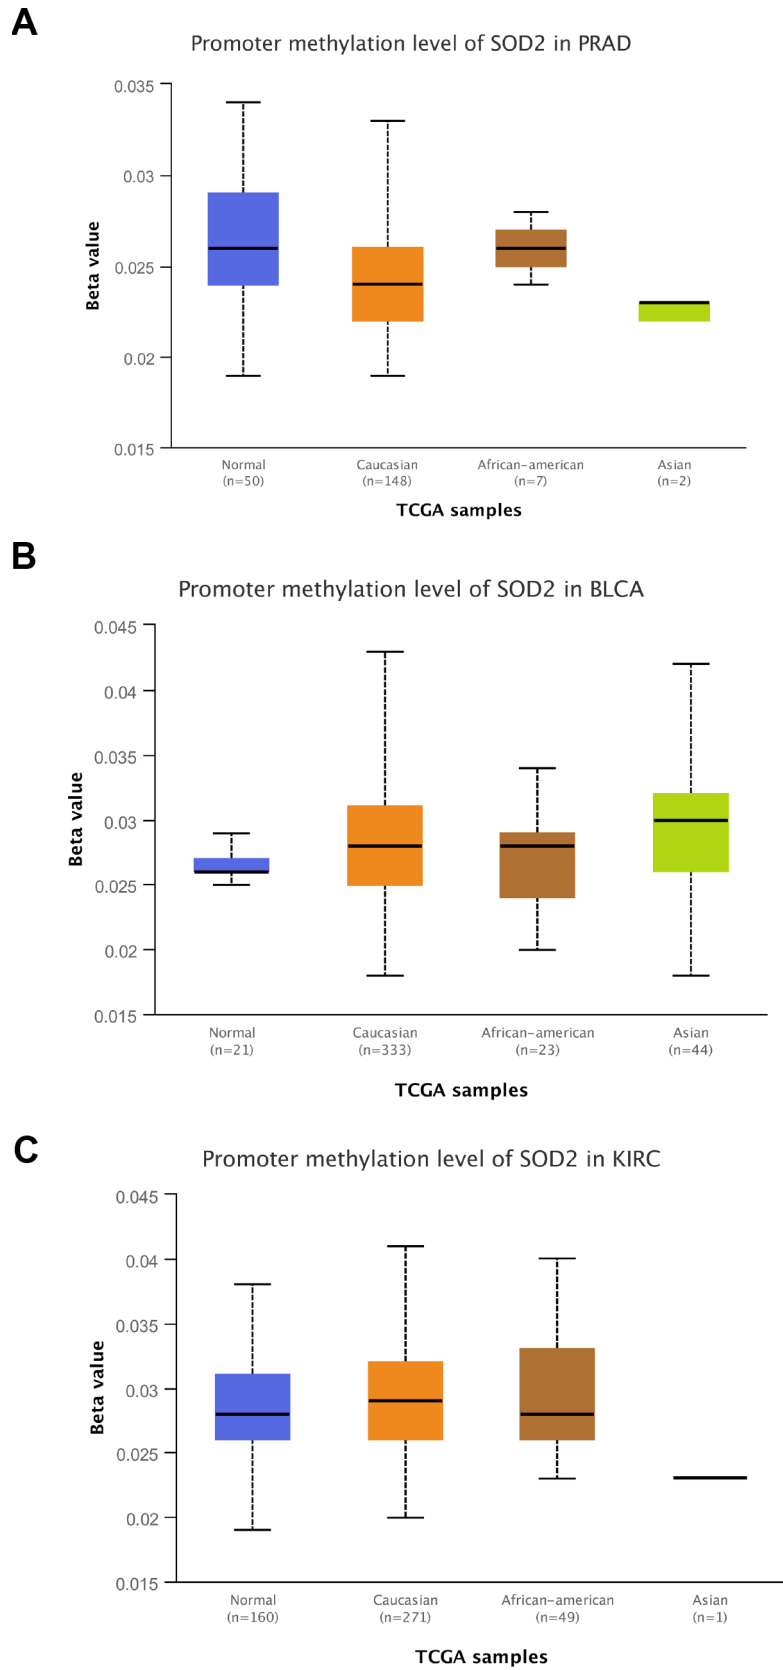 A
Promoter methylation level of SOD2 in PRAD
Beta value
0.035
0.03
0.025
0.02
0.015
Normal
(n=50)
Caucasian
(n=148)
African-american
(n=7)
Asian
(n=2)
TCGA samples
B
Promoter methylation level of SOD2 in BLCA
Beta value
0.045
0.04
0.035
0.03
0.025
0.02
0.015
Normal
(n=21)
Caucasian
(n=333)
African-american
(n=23)
Asian
(n=44)
TCGA samples
C
Promoter methylation level of SOD2 in KIRC
Beta value
0.045
0.04
0.035
0.03
0.025
0.02
0.015
Normal
(n=160)
Caucasian
(n=271)
African-american
(n=49)
Asian
(n=1)
TCGA samples